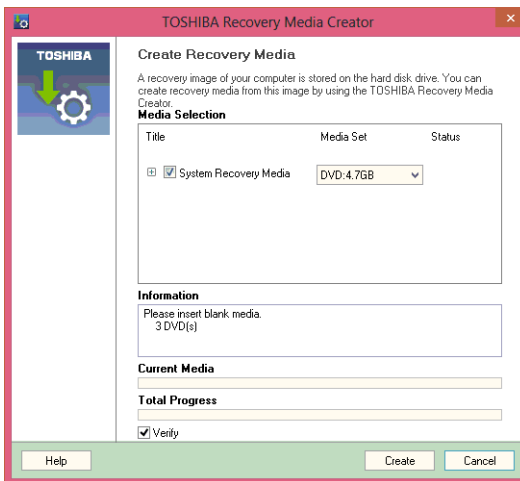 TOSHIBA Recovery Media Creator
TOSHIBA
Create Recovery Media
A recovery image of your computer is stored on the hard disk drive. You can
create recovery media from this image by using the TOSHIBA Recovery Media
Creator.
Media Selection
Title Media Set Status
System Recovery Media DVD:4.7GB
Information
Please insert blank media.
3 DVD(s)
Current Media
Total Progress
Verify
Help Create Cancel